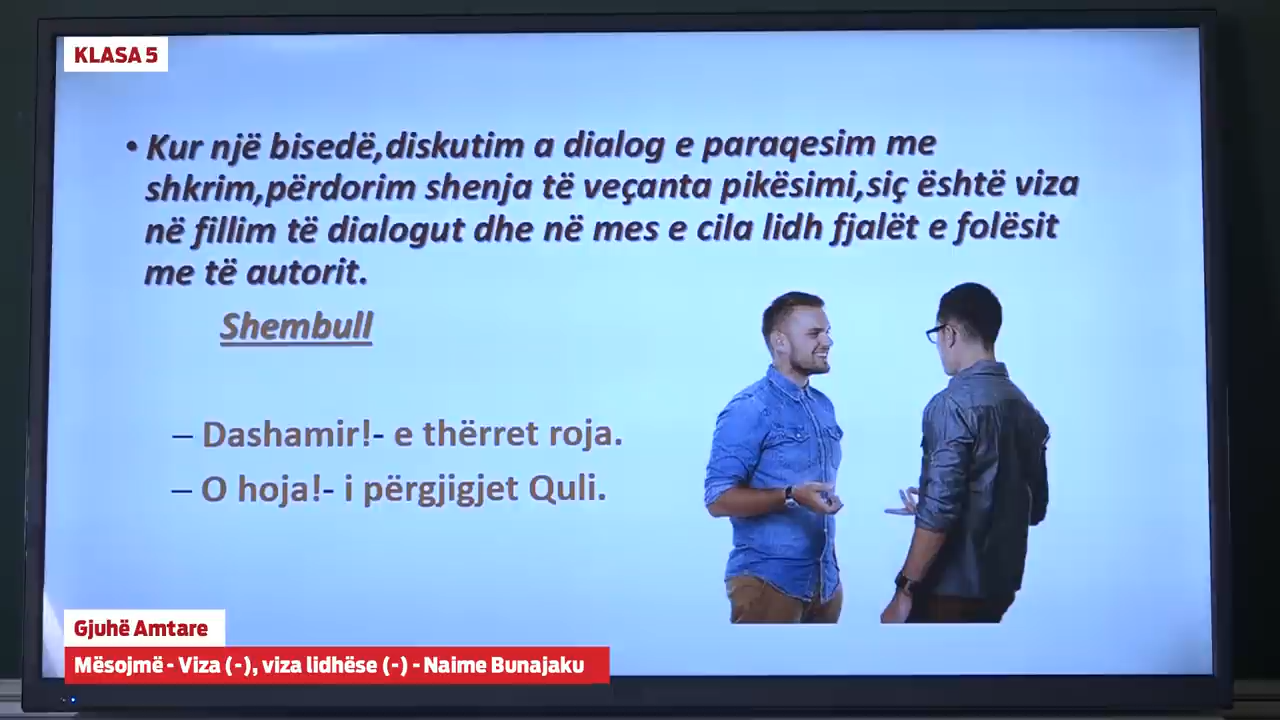 KLASA 5
• Kur një bisedë,diskutim a dialog e paraqesim me
shkrim,përdorim shenja të veçanta pikësimi,siç është viza
në fillim të dialogut dhe në mes e cila lidh fjalët e folësit
me të autorit.
Shembull
– Dashamir!- e thërret roja.
– O hoja!- i përgjigjet Quli.
Gjuhë Amtare
Mësojmë - Viza (-), viza lidhëse (-) - Naime Bunajaku